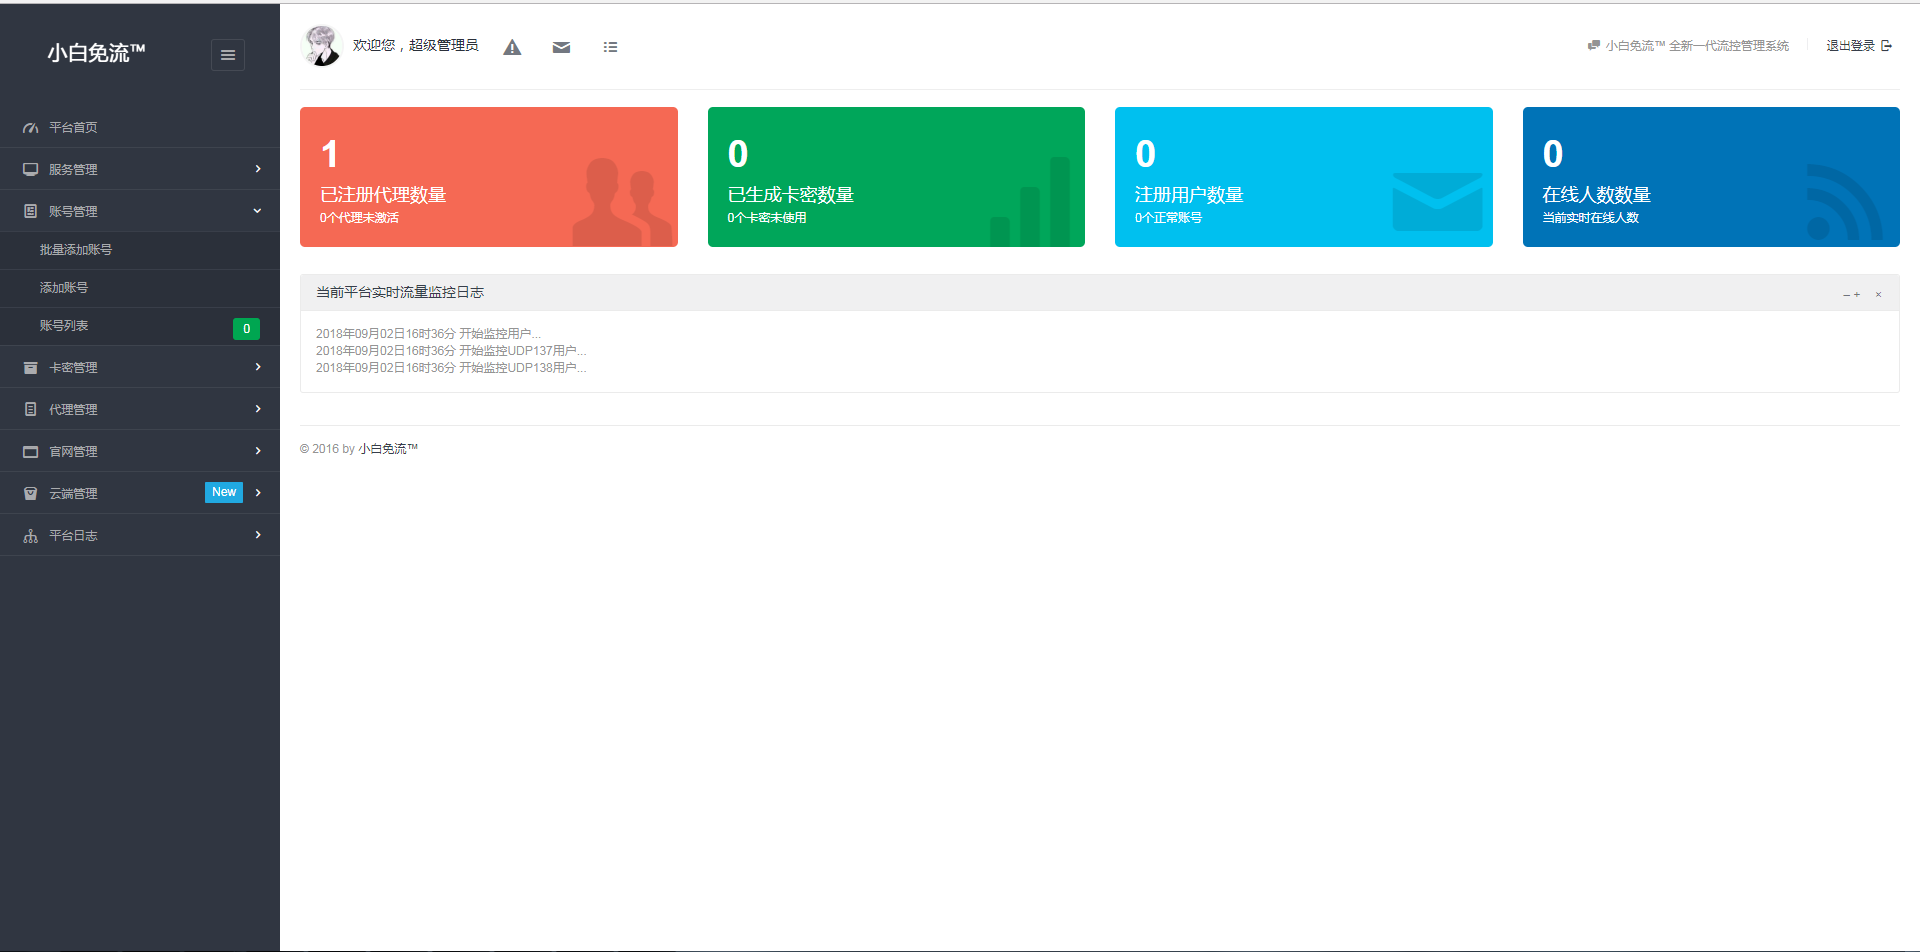 小白免流™
欢迎您，超级管理员
小白免流™ 全新一代流控管理系统
退出登录
平台首页
服务管理
账号管理
批量添加账号
添加账号
账号列表
0
卡密管理
代理管理
官网管理
云端管理
New
平台日志
1
已注册代理数量
0个代理未激活
0
已生成卡密数量
0个卡密未使用
0
注册用户数量
0个正常账号
0
在线人数数量
当前实时在线人数
当前平台实时流量监控日志
2018年09月02日16时36分 开始监控用户...
2018年09月02日16时36分 开始监控UDP137用户...
2018年09月02日16时36分 开始监控UDP138用户...
© 2016 by 小白免流™